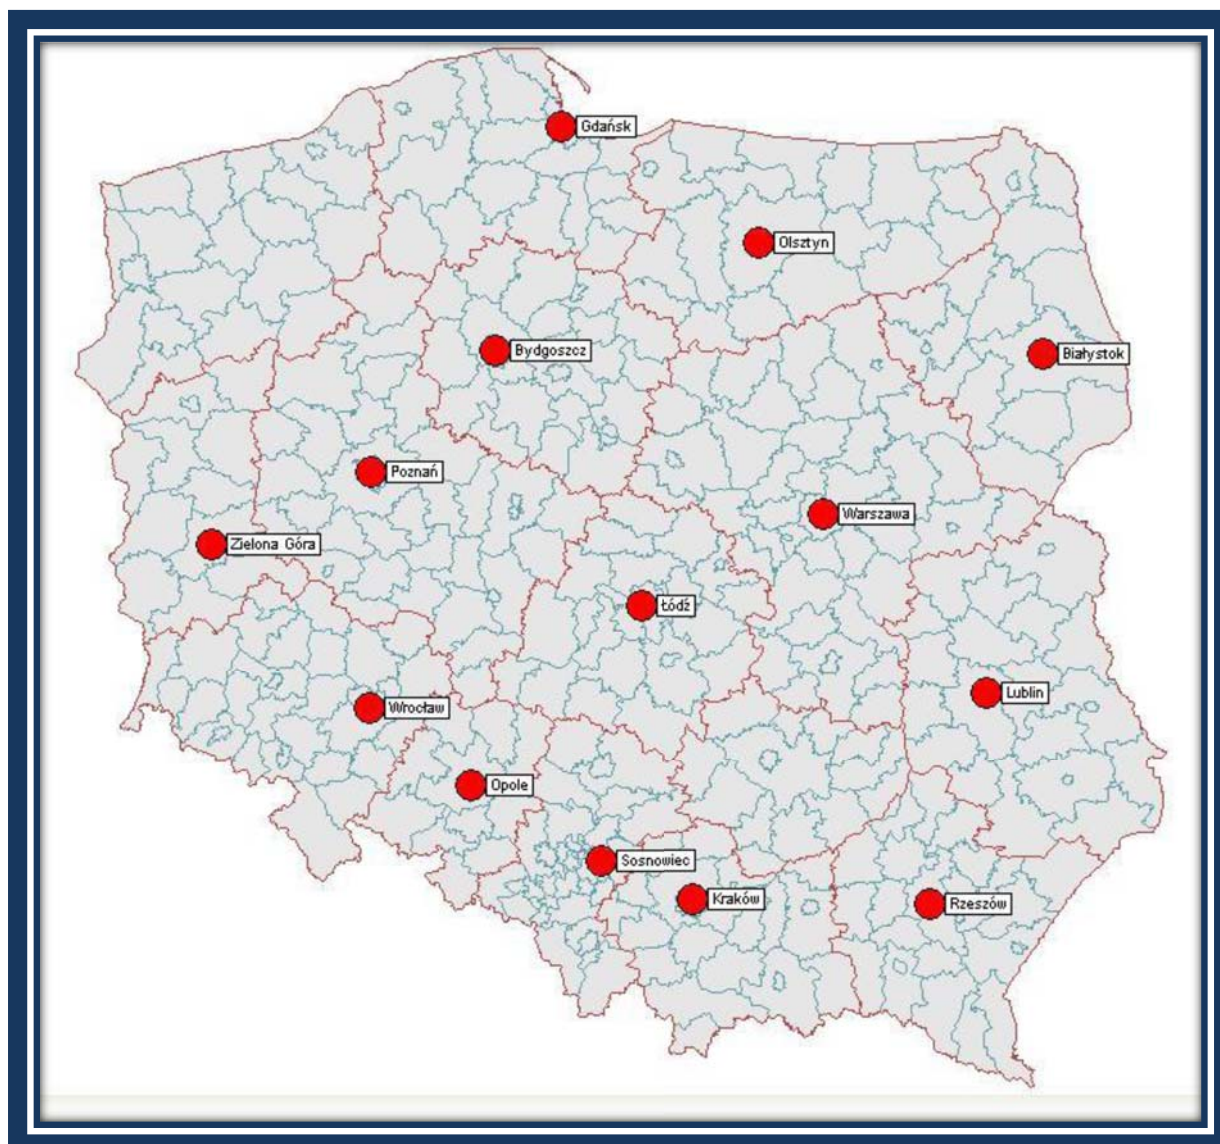 Gdańsk
Olsztyn
Bydgoszcz
Białystok
Poznań
Warszawa
Zielona Góra
Łódź
Lublin
Wrocław
Opole
Sosnowiec
Kraków
Rzeszów